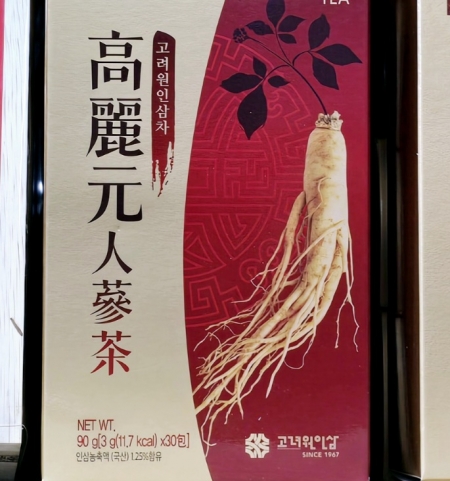 TEA
高麗元人蔘茶
고려원인삼차
NET WT.
90 g[3 g(11,7 kcal) x30包]
인삼농축액 (국산) 1.25%함유
고려원인삼
SINCE 1967